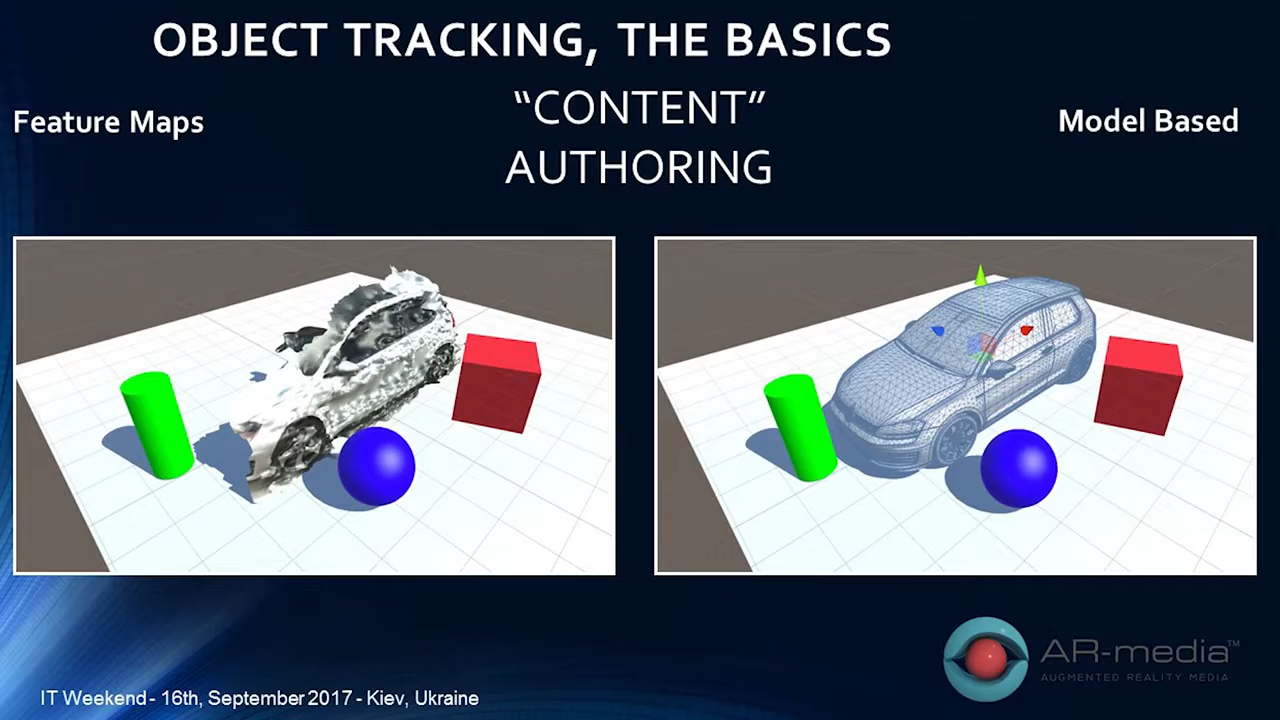 OBJECT TRACKING, THE BASICS
“CONTENT”
AUTHORING
Feature Maps
Model Based
AR-media™
AUGMENTED REALITY MEDIA
IT Weekend - 16th, September 2017 - Kiev, Ukraine